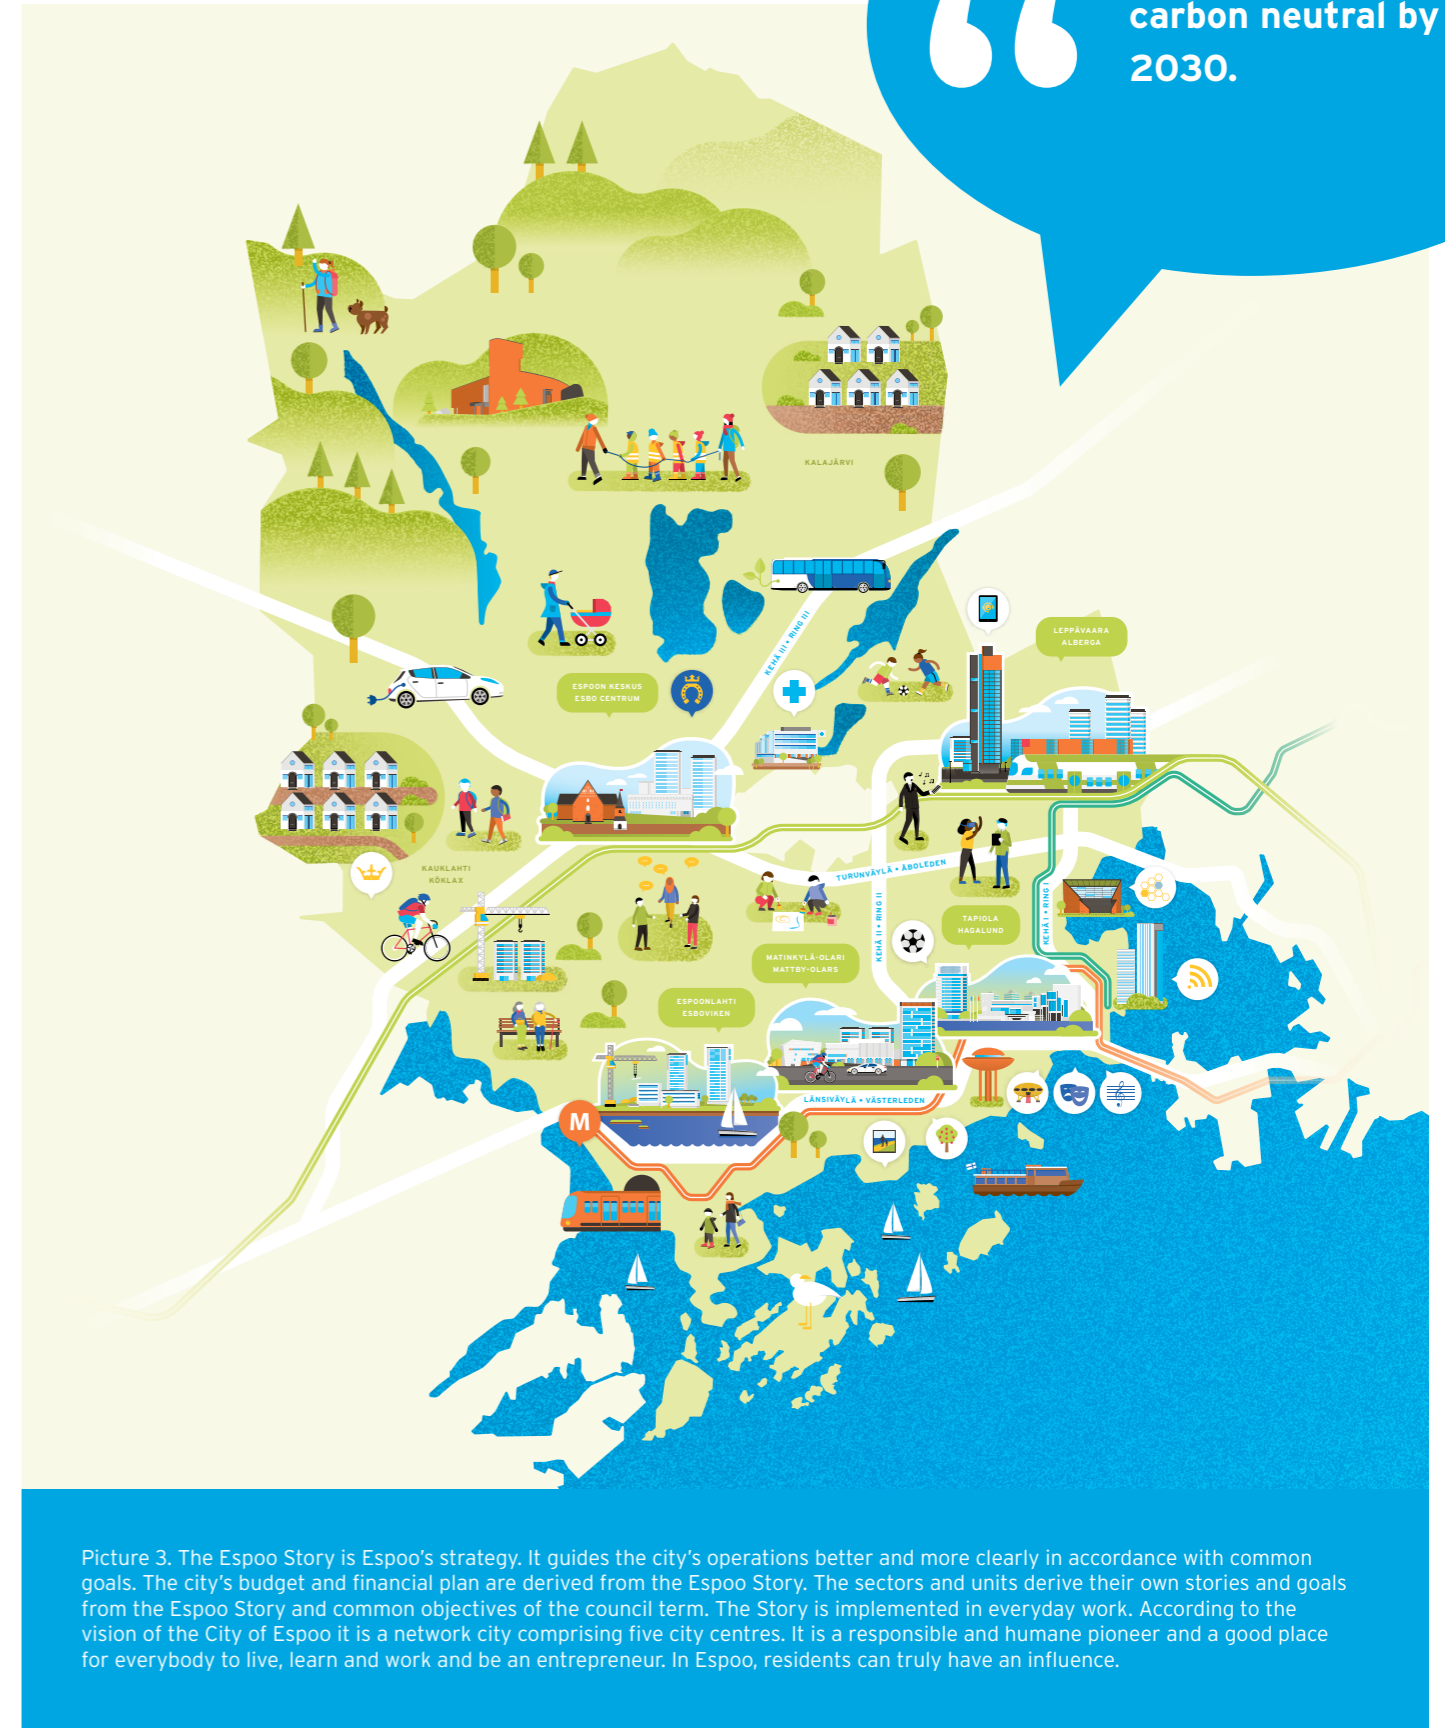 carbon neutral by
2030.
KALAJÄRVI
KEHÄ III • RING III
LEPPÄVAARA
ALBERGA
ESPOON KESKUS
ESBO CENTRUM
KAUKLAHTI
KÖKLAX
TURUNVÄYLÄ • ÅBOLEDEN
KEHÄ II • RING II
KEHÄ I • RING I
TAPIOLA
HAGALUND
MATINKYLÄ-OLARI
MATTBY-OLARS
ESPOONLAHTI
ESBOVIKEN
LÄNSIVÄYLÄ • VÄSTERLEDEN
M
Picture 3. The Espoo Story is Espoo’s strategy. It guides the city’s operations better and more clearly in accordance with common
goals. The city’s budget and financial plan are derived from the Espoo Story. The sectors and units derive their own stories and goals
from the Espoo Story and common objectives of the council term. The Story is implemented in everyday work. According to the
vision of the City of Espoo it is a network city comprising five city centres. It is a responsible and humane pioneer and a good place
for everybody to live, learn and work and be an entrepreneur. In Espoo, residents can truly have an influence.